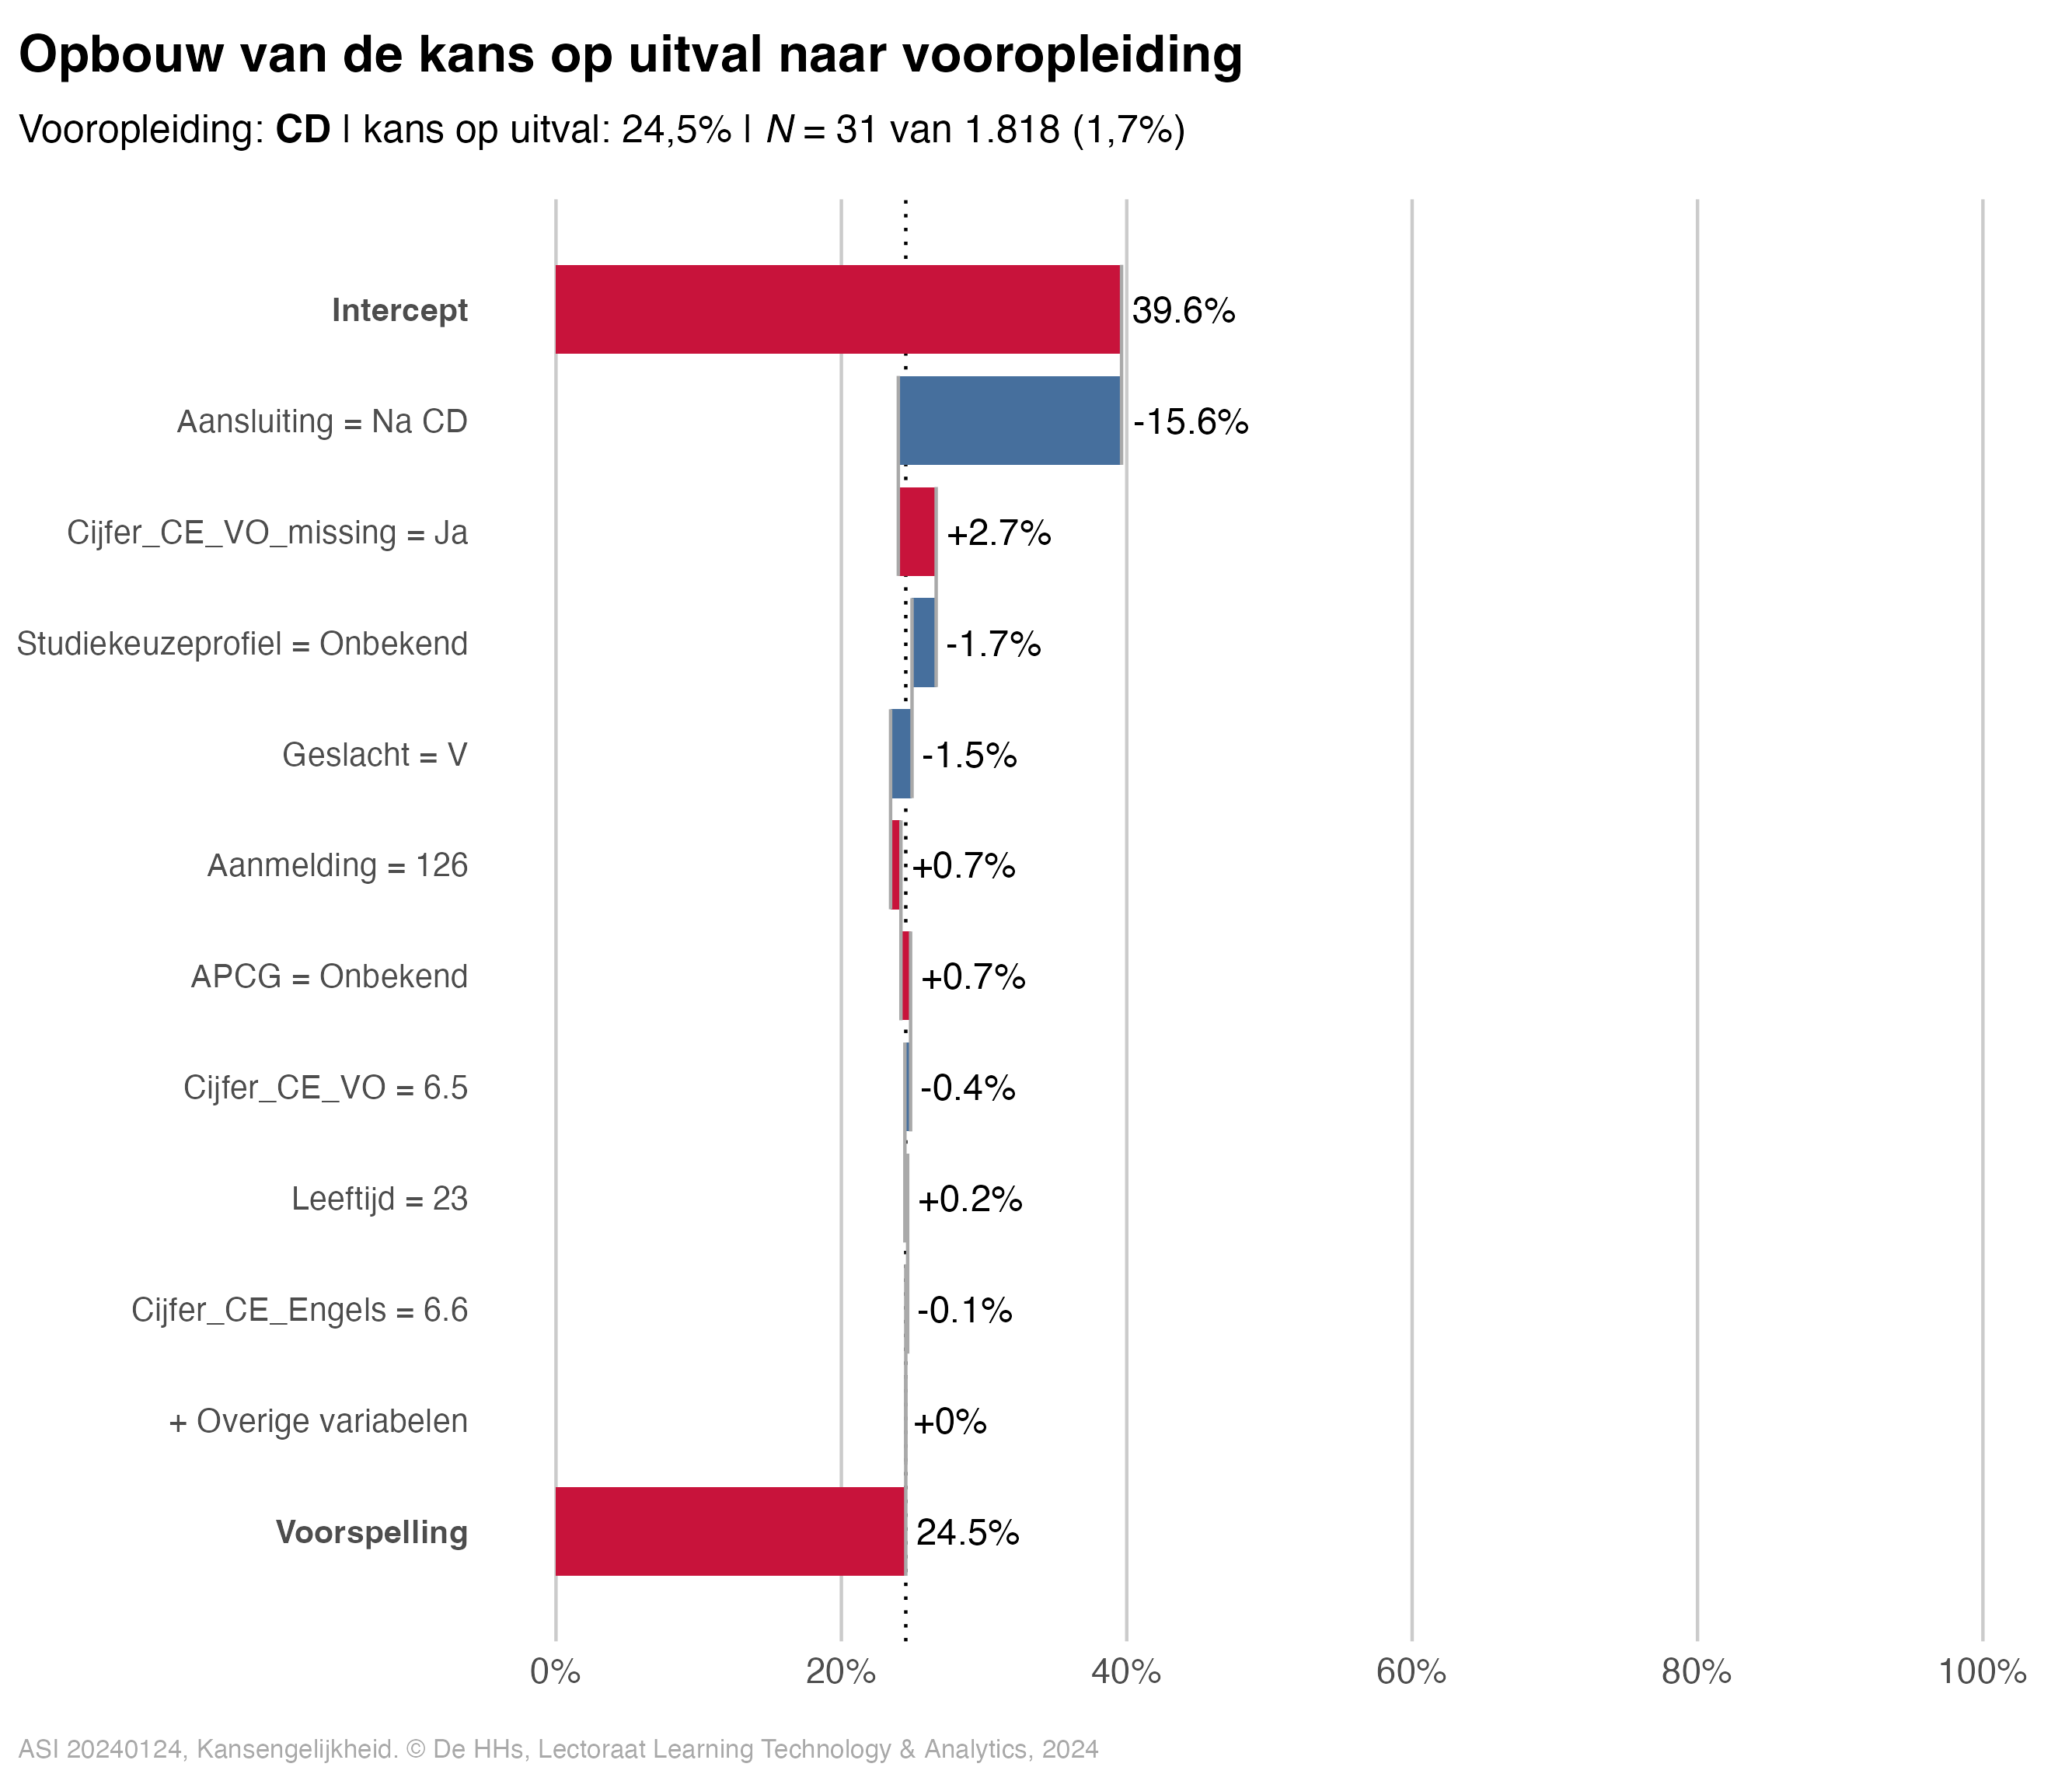 Opbouw van de kans op uitval naar vooropleiding
Vooropleiding: CD | kans op uitval: 24,5% | N = 31 van 1.818 (1,7%)
Intercept 39.6%
Aansluiting = Na CD -15.6%
Cijfer_CE_VO_missing = Ja +2.7%
Studiekeuzeprofiel = Onbekend -1.7%
Geslacht = V -1.5%
Aanmelding = 126 +0.7%
APCG = Onbekend +0.7%
Cijfer_CE_VO = 6.5 -0.4%
Leeftijd = 23 +0.2%
Cijfer_CE_Engels = 6.6 -0.1%
+ Overige variabelen +0%
Voorspelling 24.5%
0% 20% 40% 60% 80% 100%
ASI 20240124, Kansengelijkheid. © De HHs, Lectoraat Learning Technology & Analytics, 2024